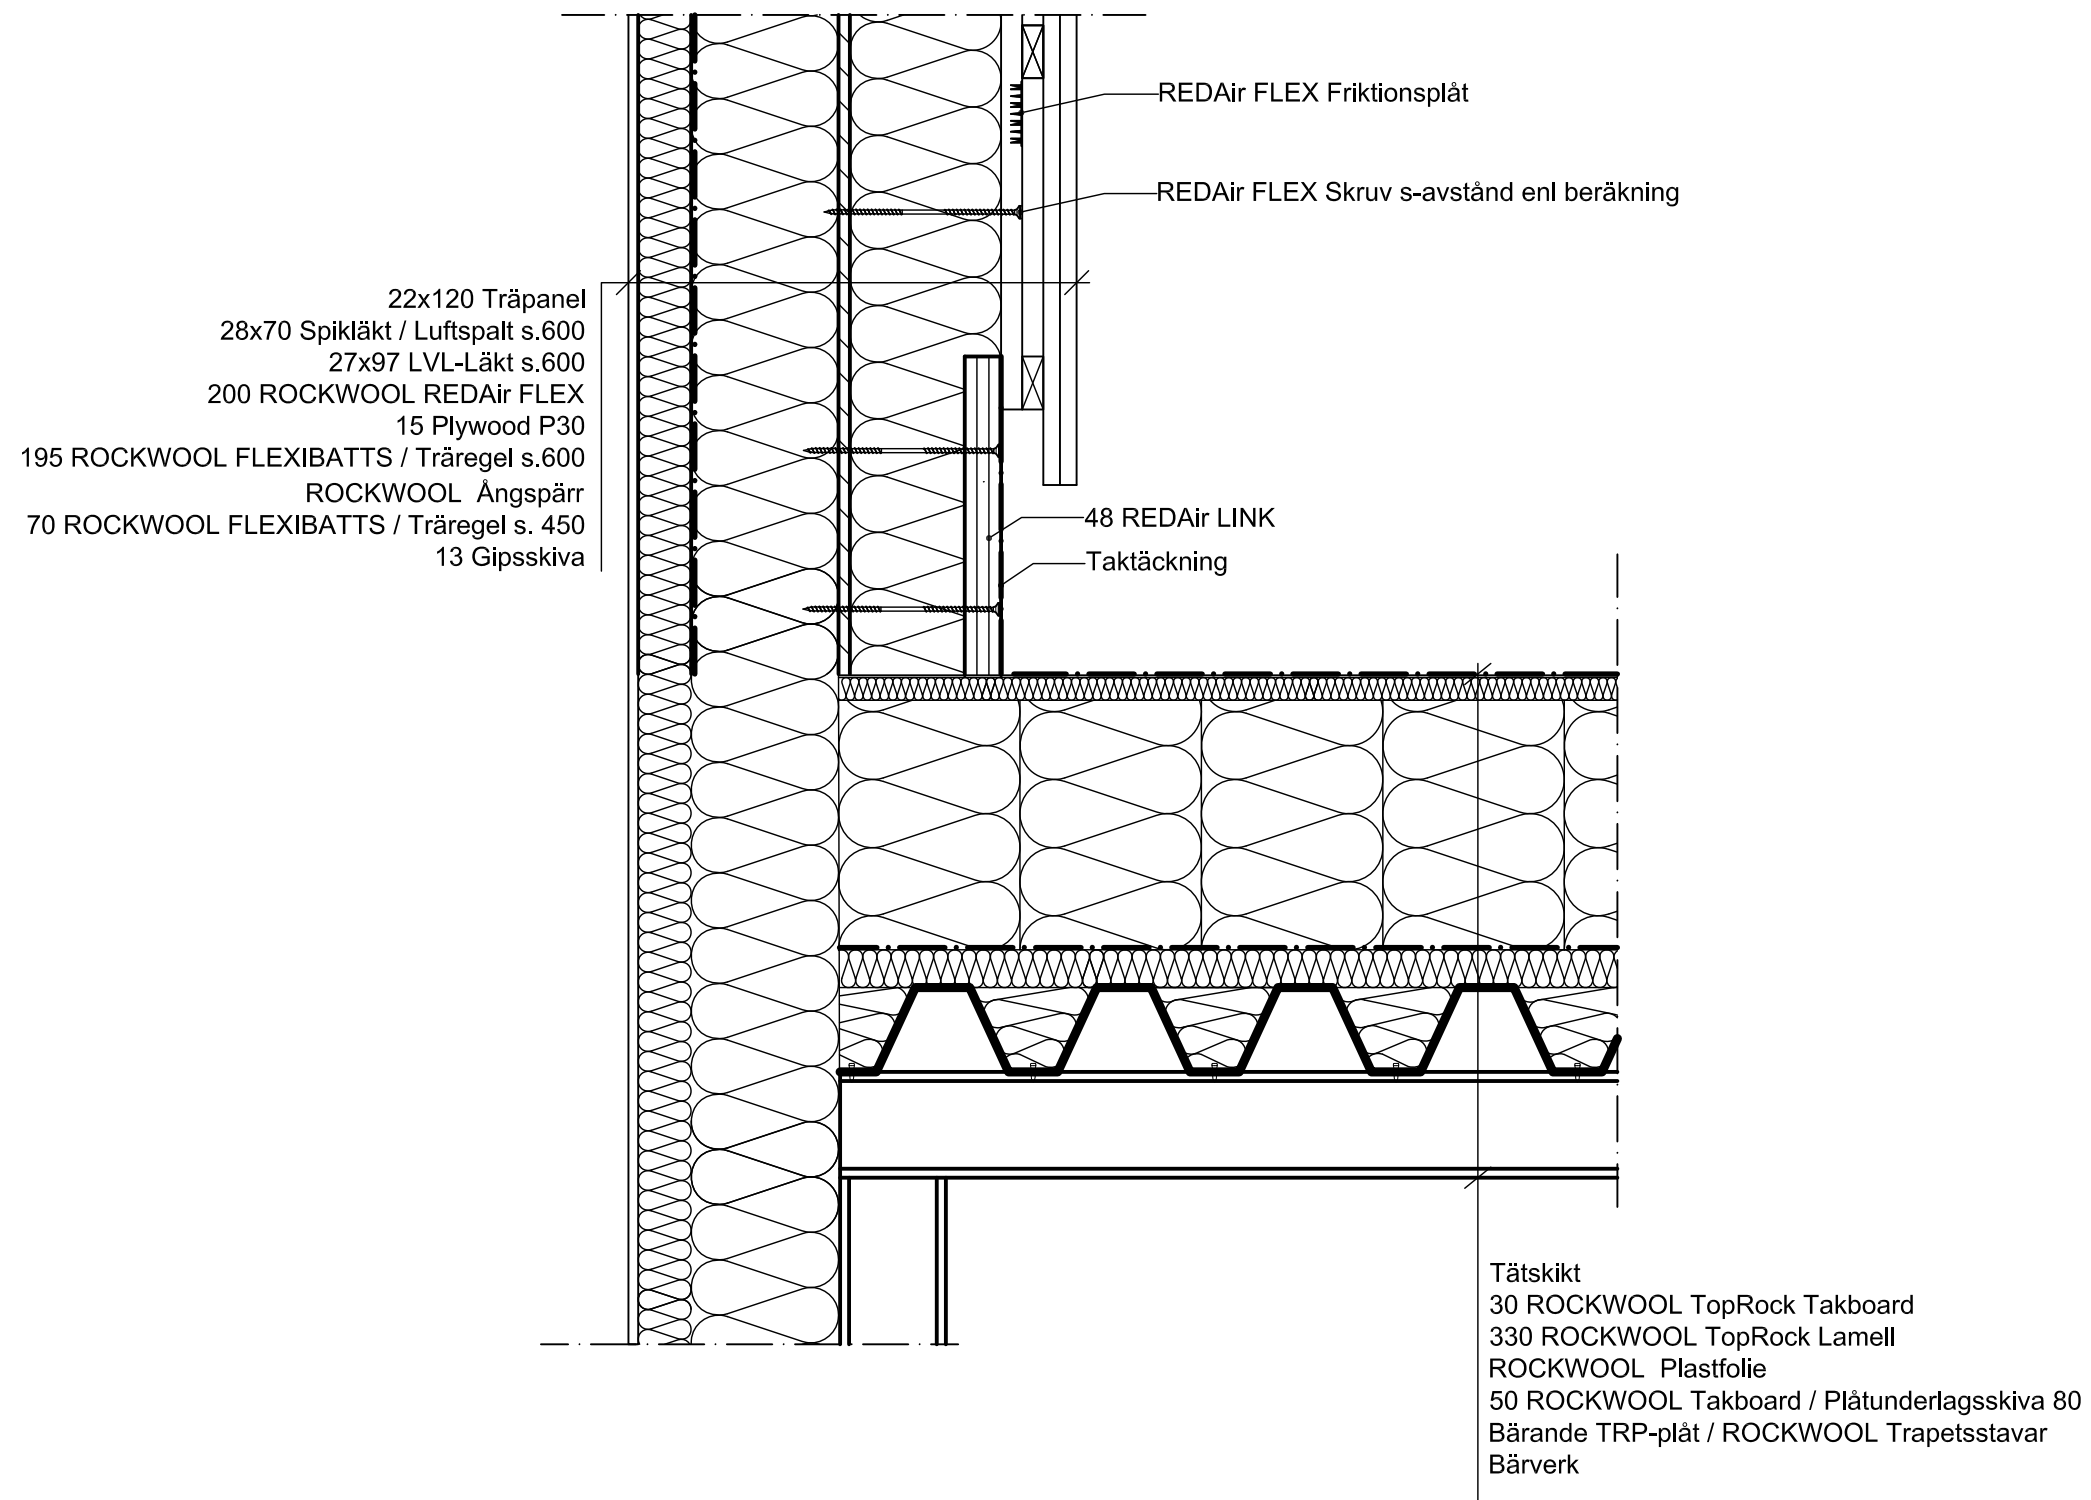 REDAir FLEX Friktionsplåt
REDAir FLEX Skruv s-avstånd enl beräkning
22x120 Träpanel
28x70 Spikläkt / Luftspalt s.600
27x97 LVL-Läkt s.600
200 ROCKWOOL REDAir FLEX
15 Plywood P30
195 ROCKWOOL FLEXIBATTS / Träregel s.600
ROCKWOOL Ångspärr
70 ROCKWOOL FLEXIBATTS / Träregel s. 450
13 Gipsskiva
48 REDAir LINK
Taktäckning
Tätskikt
30 ROCKWOOL TopRock Takboard
330 ROCKWOOL TopRock Lamell
ROCKWOOL Plastfolie
50 ROCKWOOL Takboard / Plåtunderlagsskiva 80
Bärande TRP-plåt / ROCKWOOL Trapetsstavar
Bärverk